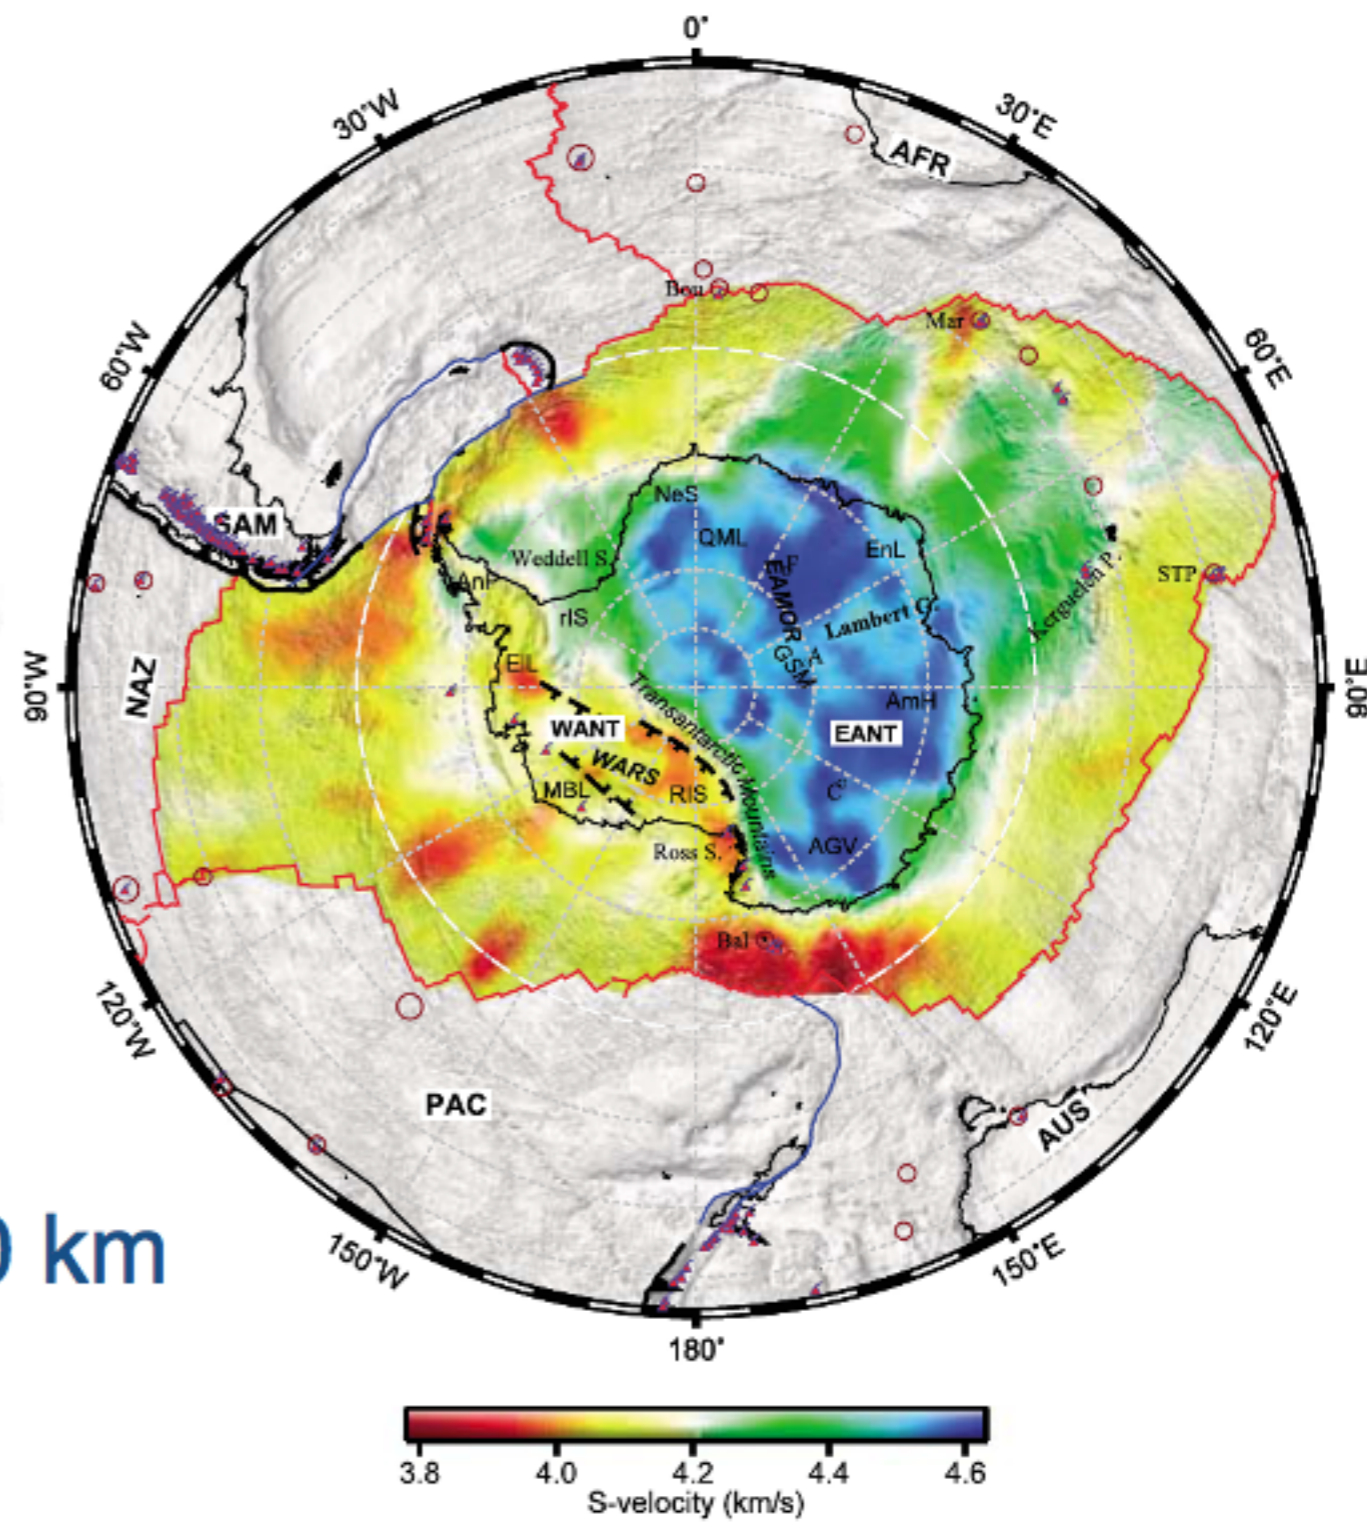 0°
30°W
30°E
AFR
60°W
60°E
Bou
Mar
SAM
NeS
QML
EnL
Weddell S.
AnP
rIS
EAMOR
F
Lambert G.
GSM
A
Kerguelen P.
STP
90°W
NAZ
EIL
Transantarctic Mountains
AmH
90°E
WANT
EANT
WARS
MBL
RIS
C
Ross S.
AGV
Bal
120°W
120°E
PAC
AUS
0 km
150°W
150°E
180°
3.8 4.0 4.2 4.4 4.6
S-velocity (km/s)